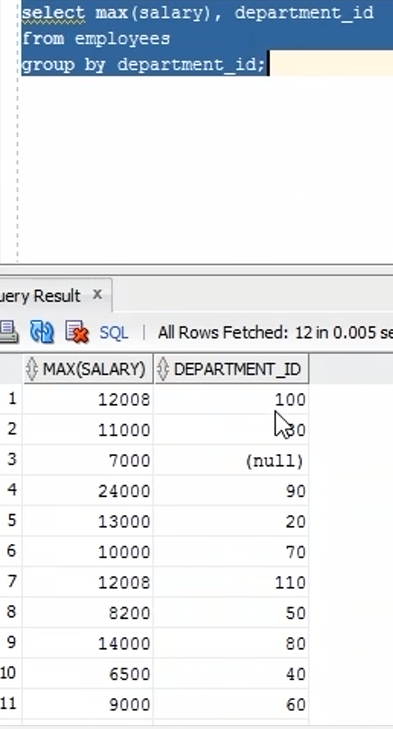 select max(salary), department_id
from employees
group by department_id;
uery Result x
SQL | All Rows Fetched: 12 in 0.005 se
MAX(SALARY) DEPARTMENT_ID
1 12008 100
2 11000 30
3 7000 (null)
4 24000 90
5 13000 20
6 10000 70
7 12008 110
8 8200 50
9 14000 80
10 6500 40
11 9000 60